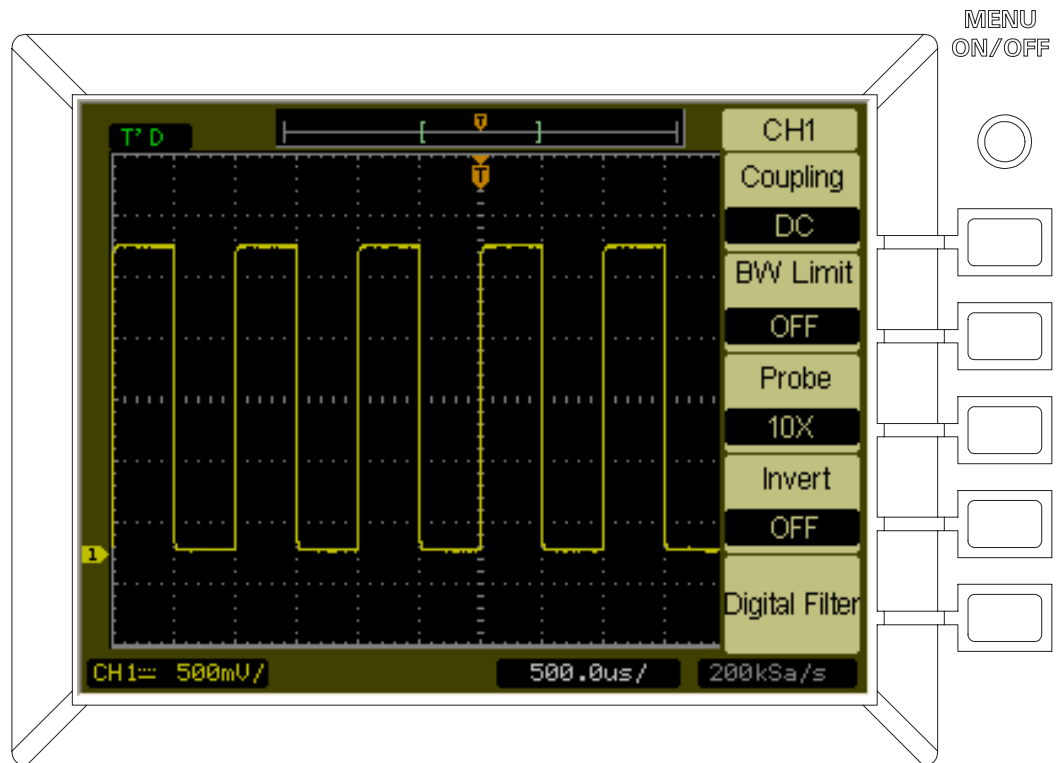 MENU
ON/OFF
T' D
T
CH1
T
Coupling
DC
BW Limit
OFF
Probe
10X
Invert
OFF
1
Digital Filter
CH1 500mV/
500.0us/
200kSa/s